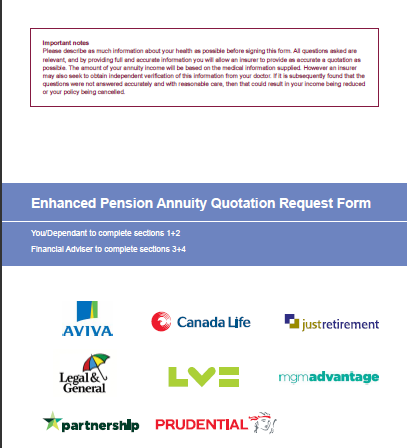 Important notes
Please describe as much information about your health as possible before signing this form. All questions asked are
relevant, and by providing full and accurate information you will allow an insurer to provide as accurate a quotation as
possible. The amount of your annuity income will be based on the medical information supplied. However an insurer
may also seek to obtain independent verification of this information from your doctor. If it is subsequently found that the
questions were not answered accurately and with reasonable care, then that could result in your income being reduced
or your policy being cancelled.
Enhanced Pension Annuity Quotation Request Form
You/Dependant to complete sections 1+2
Financial Adviser to complete sections 3+4
AVIVA
Canada Life
justretirement
Legal &
General
LV=
mgmadvantage
partnership
PRUDENTIAL